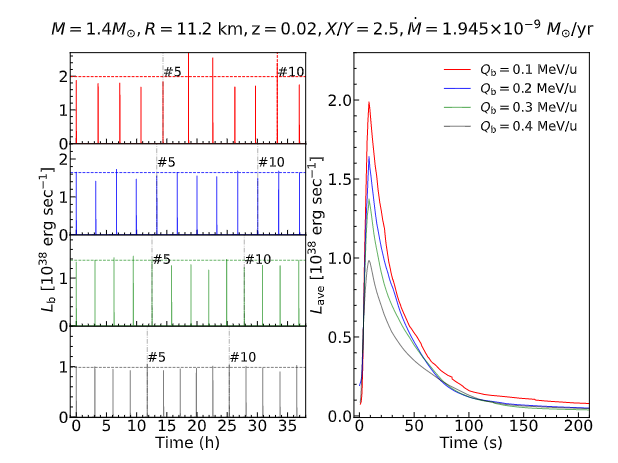 M = 1.4M⊙, R = 11.2 km, z = 0.02, X/Y = 2.5, Ṁ = 1.945×10⁻⁹ M⊙/yr
#5
#10
2
1
0
#5
#10
2
1
0
#5
#10
1
0
#5
#10
1
0
0 5 10 15 20 25 30 35
Time (h)
L_b [10³⁸ erg sec⁻¹]
Q_b = 0.1 MeV/u
Q_b = 0.2 MeV/u
Q_b = 0.3 MeV/u
Q_b = 0.4 MeV/u
2.0
1.5
1.0
0.5
0.0
0 50 100 150 200
Time (s)
L_ave [10³⁸ erg sec⁻¹]